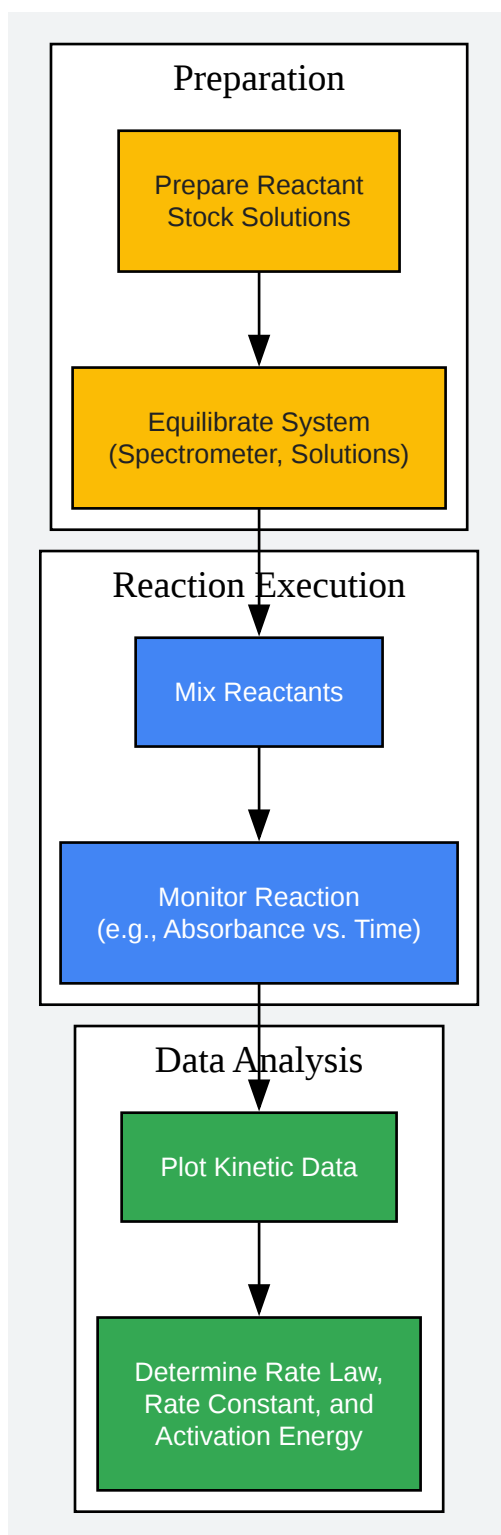 Preparation
Prepare Reactant
Stock Solutions
Equilibrate System
(Spectrometer, Solutions)
Reaction Execution
Mix Reactants
Monitor Reaction
(e.g., Absorbance vs. Time)
Data Analysis
Plot Kinetic Data
Determine Rate Law,
Rate Constant, and
Activation Energy